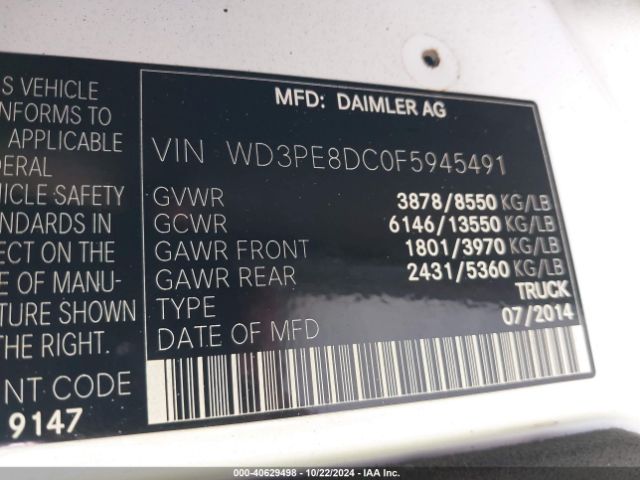 S VEHICLE
NFORMS TO
APPLICABLE
DERAL
HICLE SAFETY
ANDARDS IN
ECT ON THE
E OF MANU-
TURE SHOWN
THE RIGHT.
NT CODE
9147
MFD: DAIMLER AG
VIN WD3PE8DC0F5945491
GVWR 3878/8550 KG/LB
GCWR 6146/13550 KG/LB
GAWR FRONT 1801/3970 KG/LB
GAWR REAR 2431/5360 KG/LB
TYPE TRUCK
DATE OF MFD 07/2014
000-40629498 - 10/22/2024 - IAA Inc.